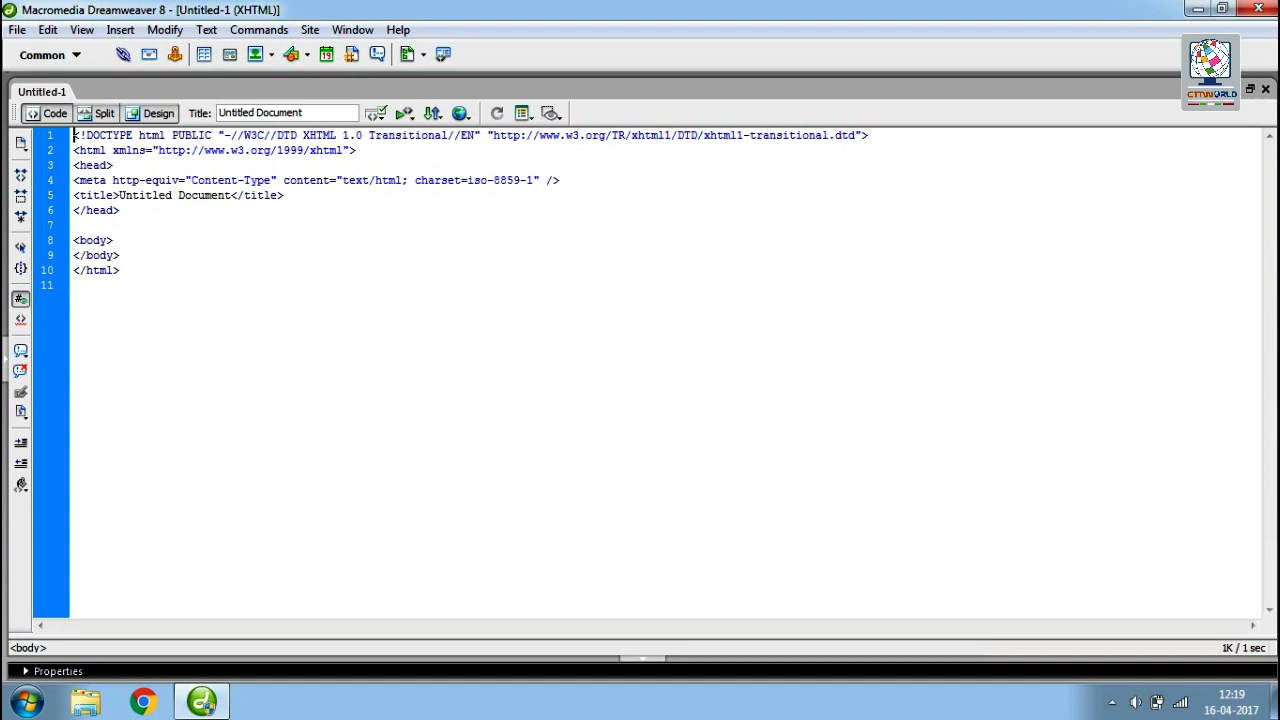 Macromedia Dreamweaver 8 - [Untitled-1 (XHTML)]
File Edit View Insert Modify Text Commands Site Window Help
Common
CTTWORLD
Untitled-1
Code Split Design Title: Untitled Document
1 <!DOCTYPE html PUBLIC "-//W3C//DTD XHTML 1.0 Transitional//EN" "http://www.w3.org/TR/xhtml1/DTD/xhtml1-transitional.dtd">
2 <html xmlns="http://www.w3.org/1999/xhtml">
3 <head>
4 <meta http-equiv="Content-Type" content="text/html; charset=iso-8859-1" />
5 <title>Untitled Document</title>
6 </head>
7
8 <body>
9 </body>
10 </html>
11
<body> 1K / 1 sec
Properties
12:19
16-04-2017